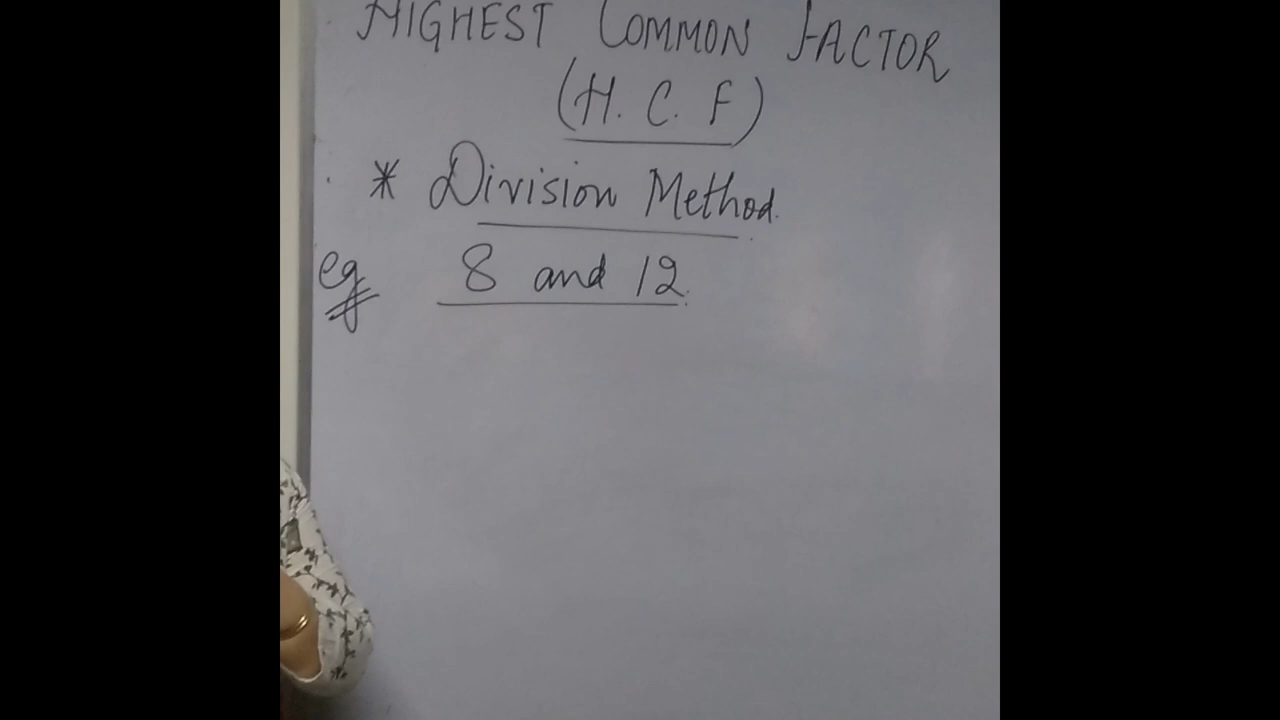 HIGHEST COMMON FACTOR
(H. C. F)
* Division Method.
eg 8 and 12.